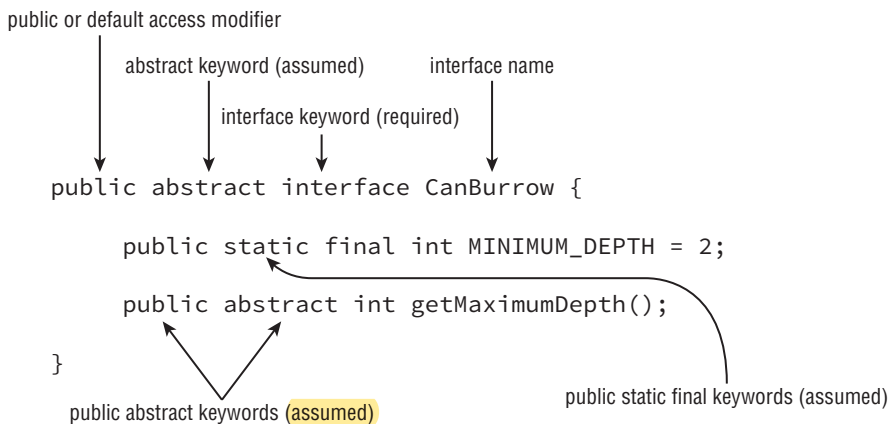 public or default access modifier
abstract keyword (assumed)
interface name
interface keyword (required)
public abstract interface CanBurrow {
public static final int MINIMUM_DEPTH = 2;
public abstract int getMaximumDepth();
}
public static final keywords (assumed)
public abstract keywords (assumed)